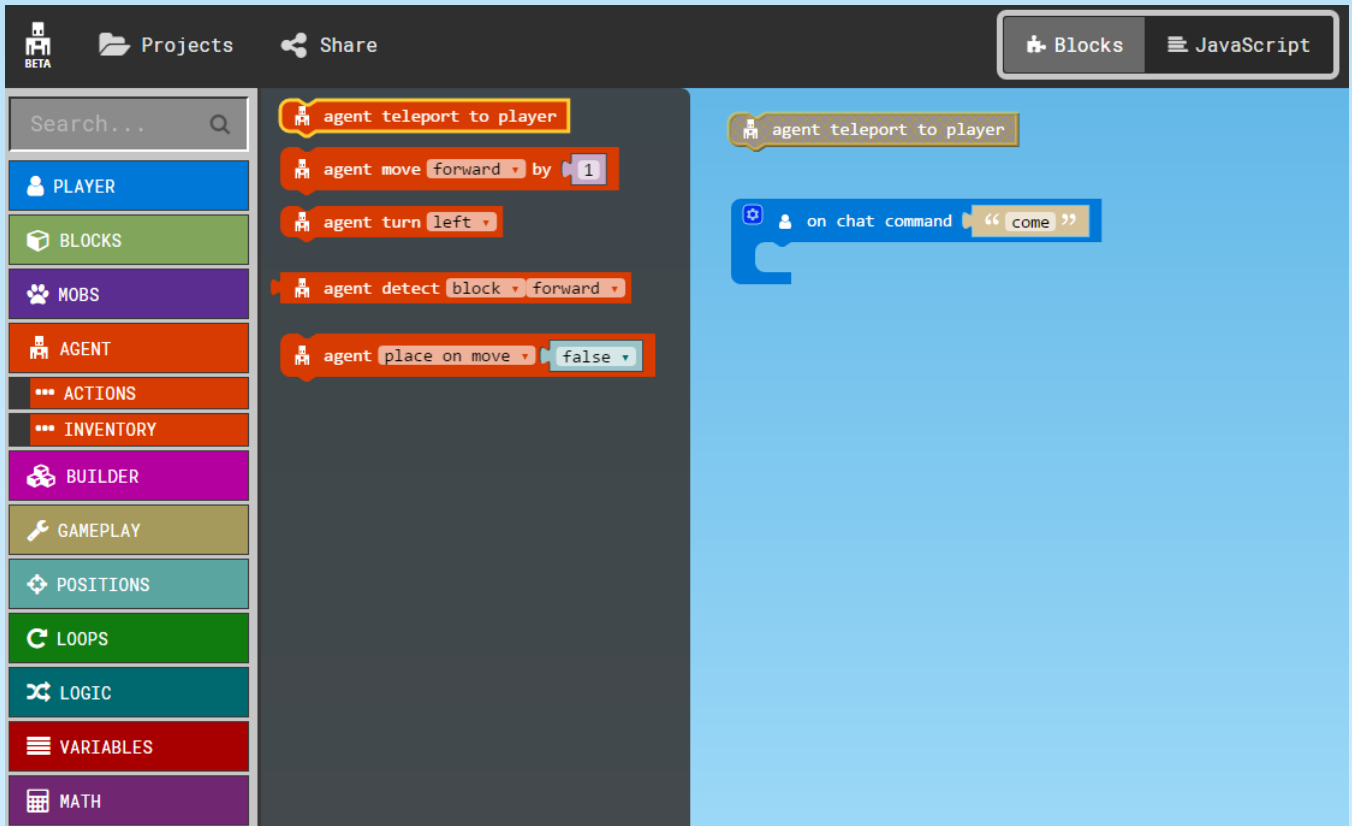 BETA
Projects
Share
Blocks
JavaScript
Search...
PLAYER
BLOCKS
MOBS
AGENT
ACTIONS
INVENTORY
BUILDER
GAMEPLAY
POSITIONS
LOOPS
LOGIC
VARIABLES
MATH
agent teleport to player
agent move forward by 1
agent turn left
agent detect block forward
agent place on move false
agent teleport to player
on chat command “ come ”